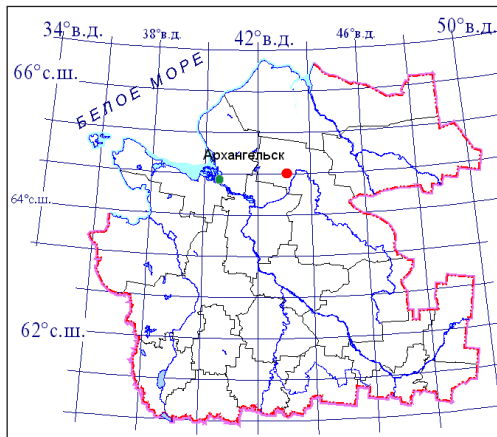 34°в.д.
38°в.д.
42°в.д.
46°в.д.
50°в.д.
66°с.ш.
БЕЛОЕ МОРЕ
Архангельск
64°с.ш.
62°с.ш.